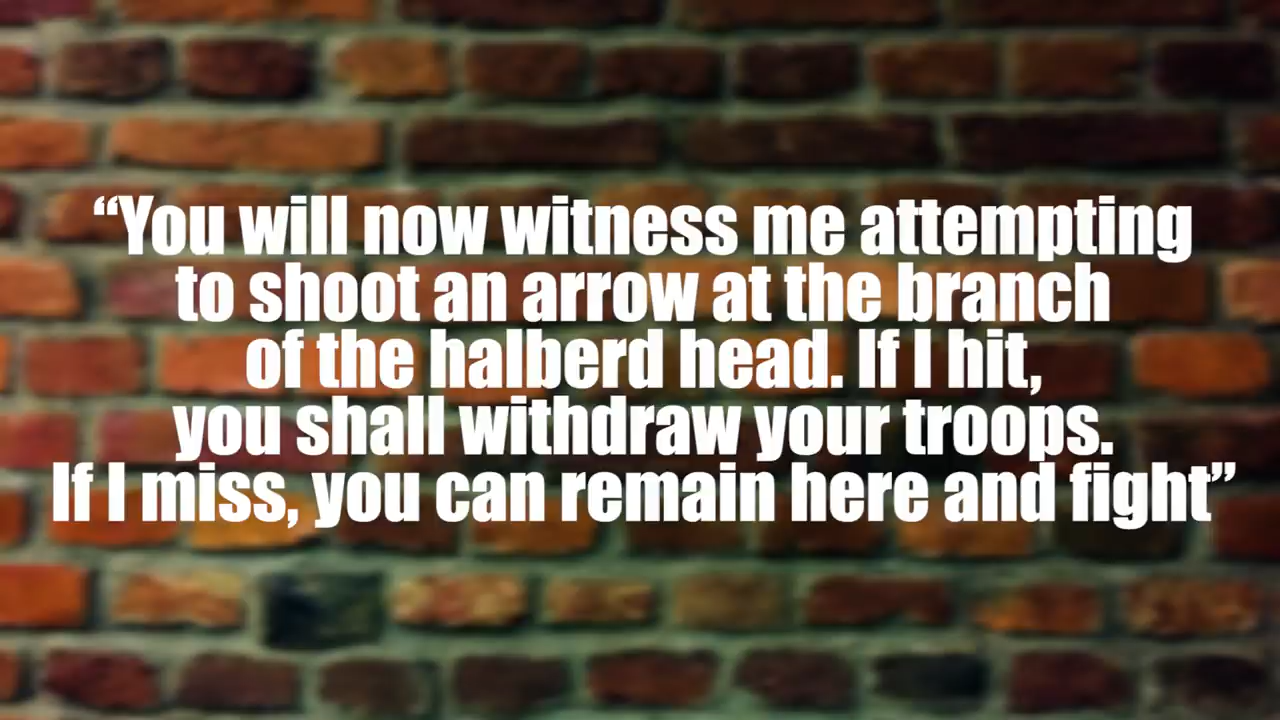 “You will now witness me attempting
to shoot an arrow at the branch
of the halberd head. If I hit,
you shall withdraw your troops.
If I miss, you can remain here and fight”